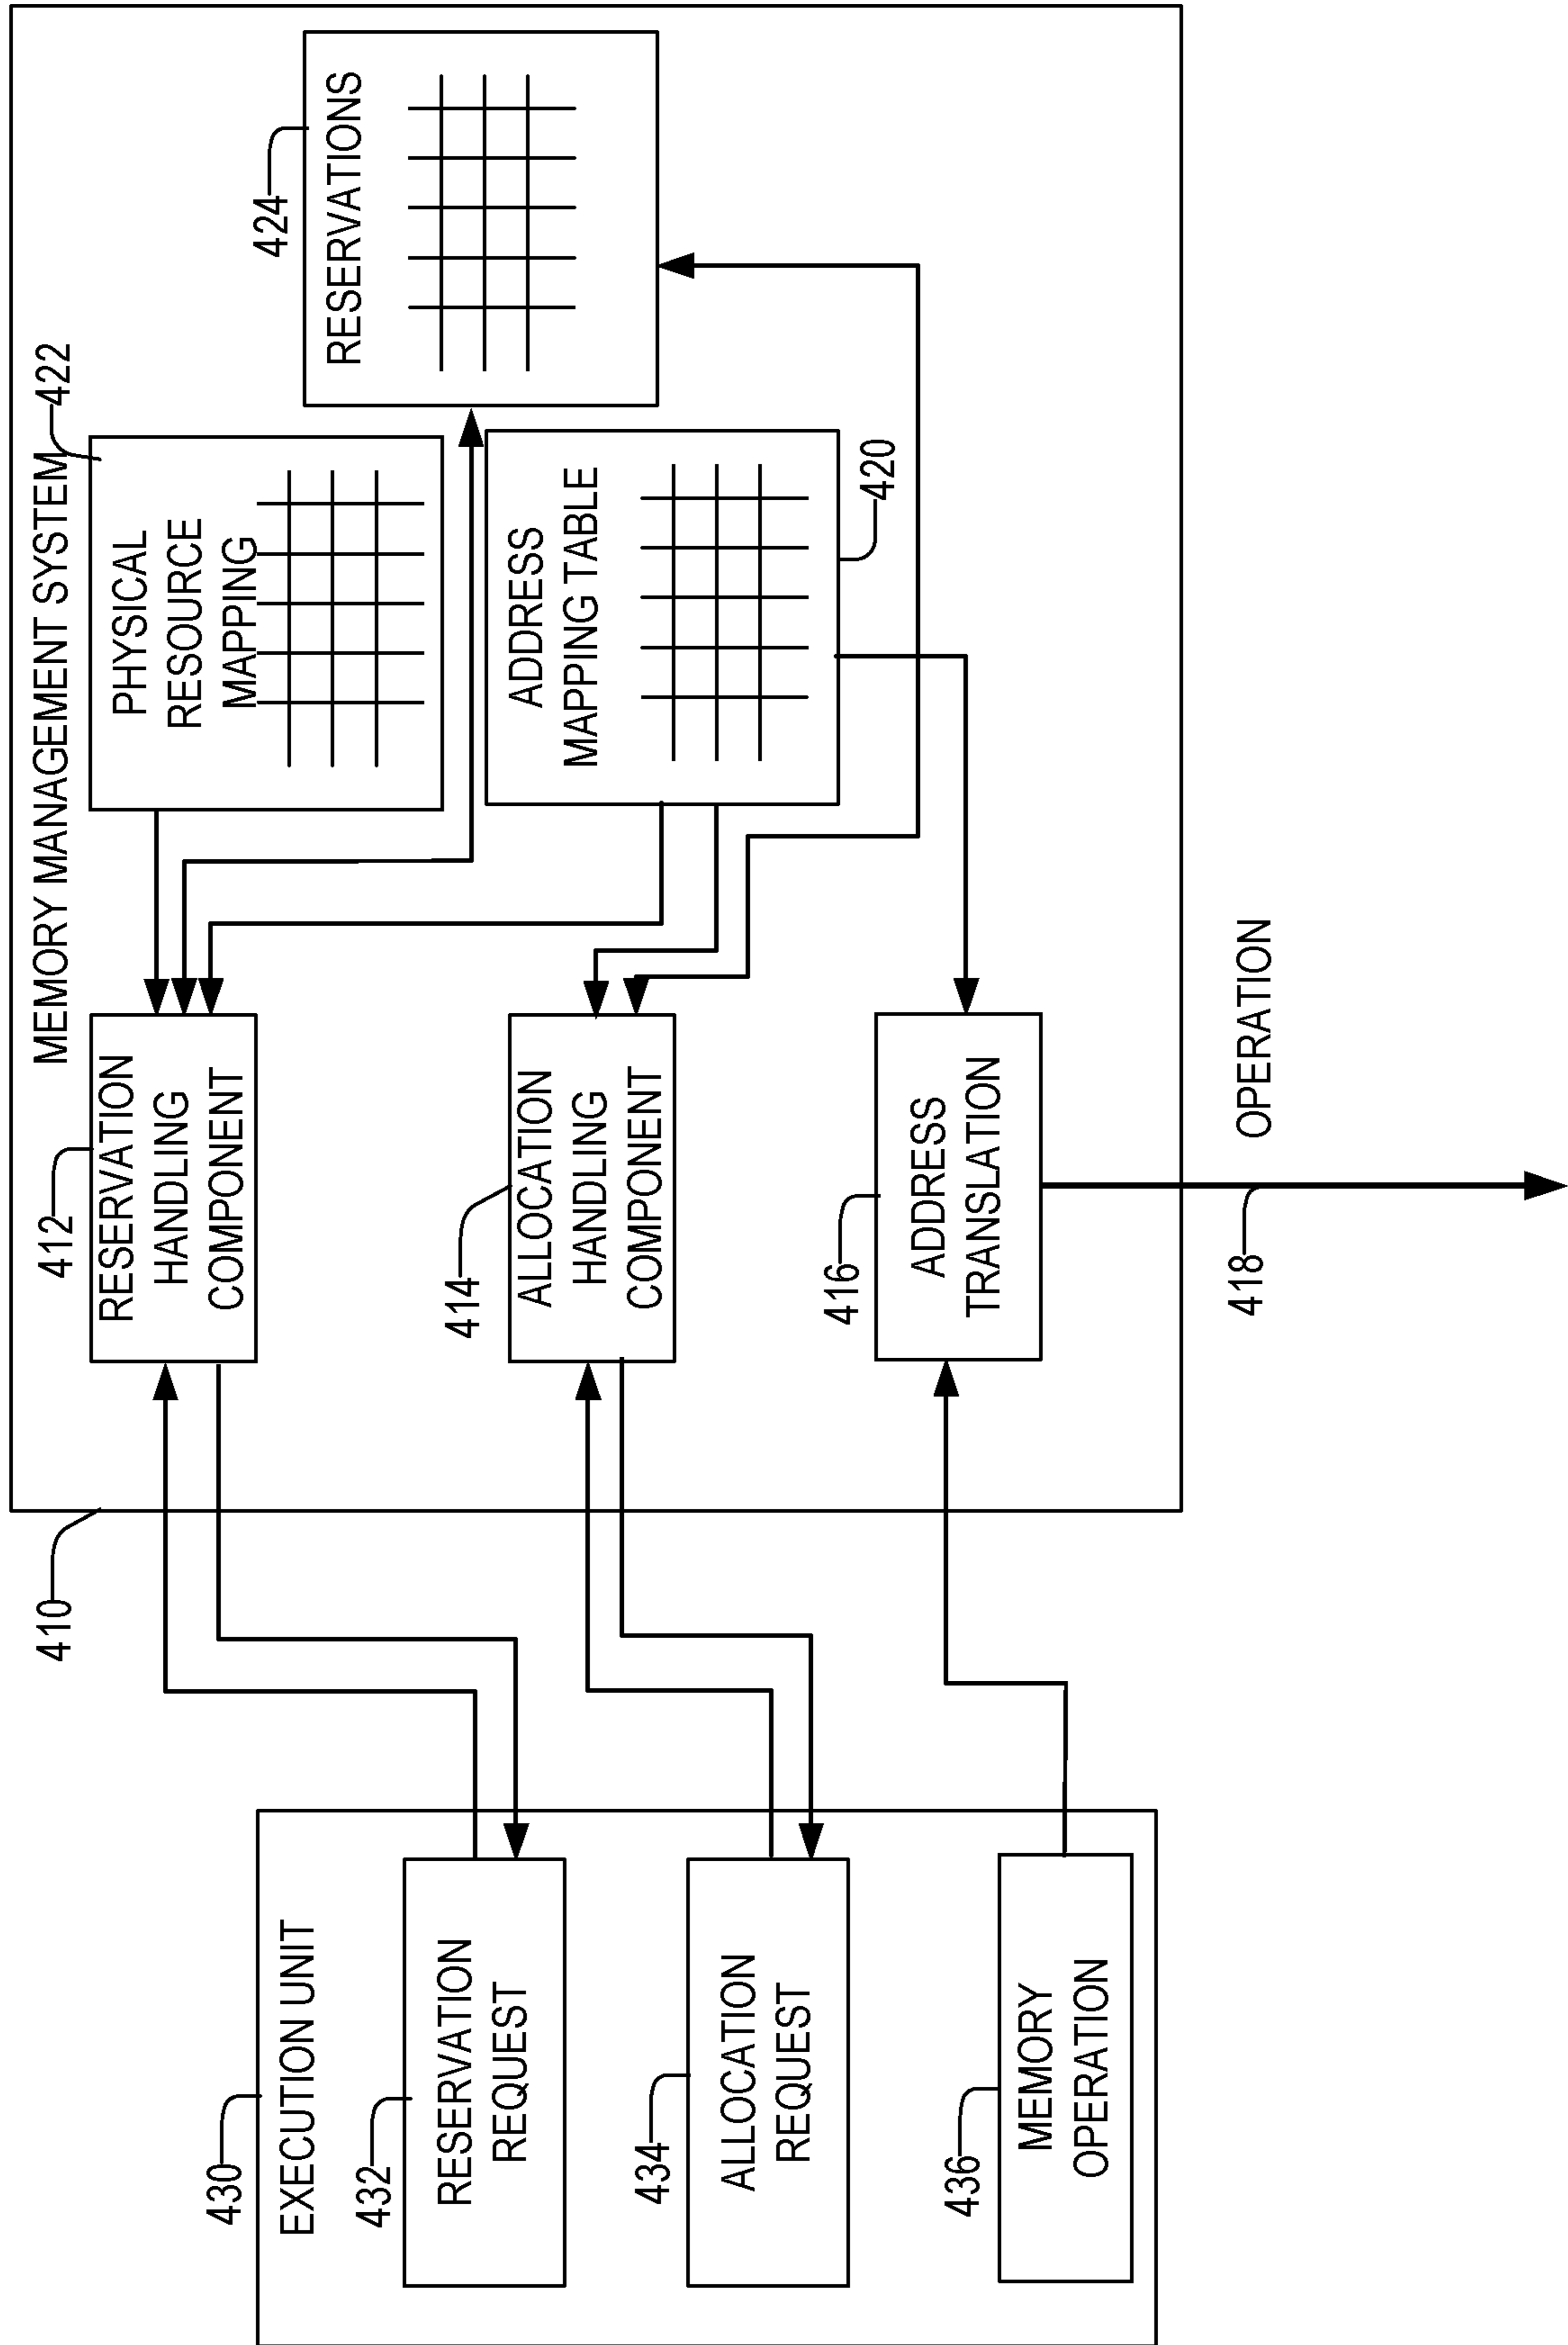 MEMORY MANAGEMENT SYSTEM
410
412
RESERVATION
HANDLING
COMPONENT
422
PHYSICAL
RESOURCE
MAPPING
424
RESERVATIONS
430
EXECUTION UNIT
432
RESERVATION
REQUEST
414
ALLOCATION
HANDLING
COMPONENT
ADDRESS
MAPPING TABLE
420
434
ALLOCATION
REQUEST
416
ADDRESS
TRANSLATION
436
MEMORY
OPERATION
418
OPERATION